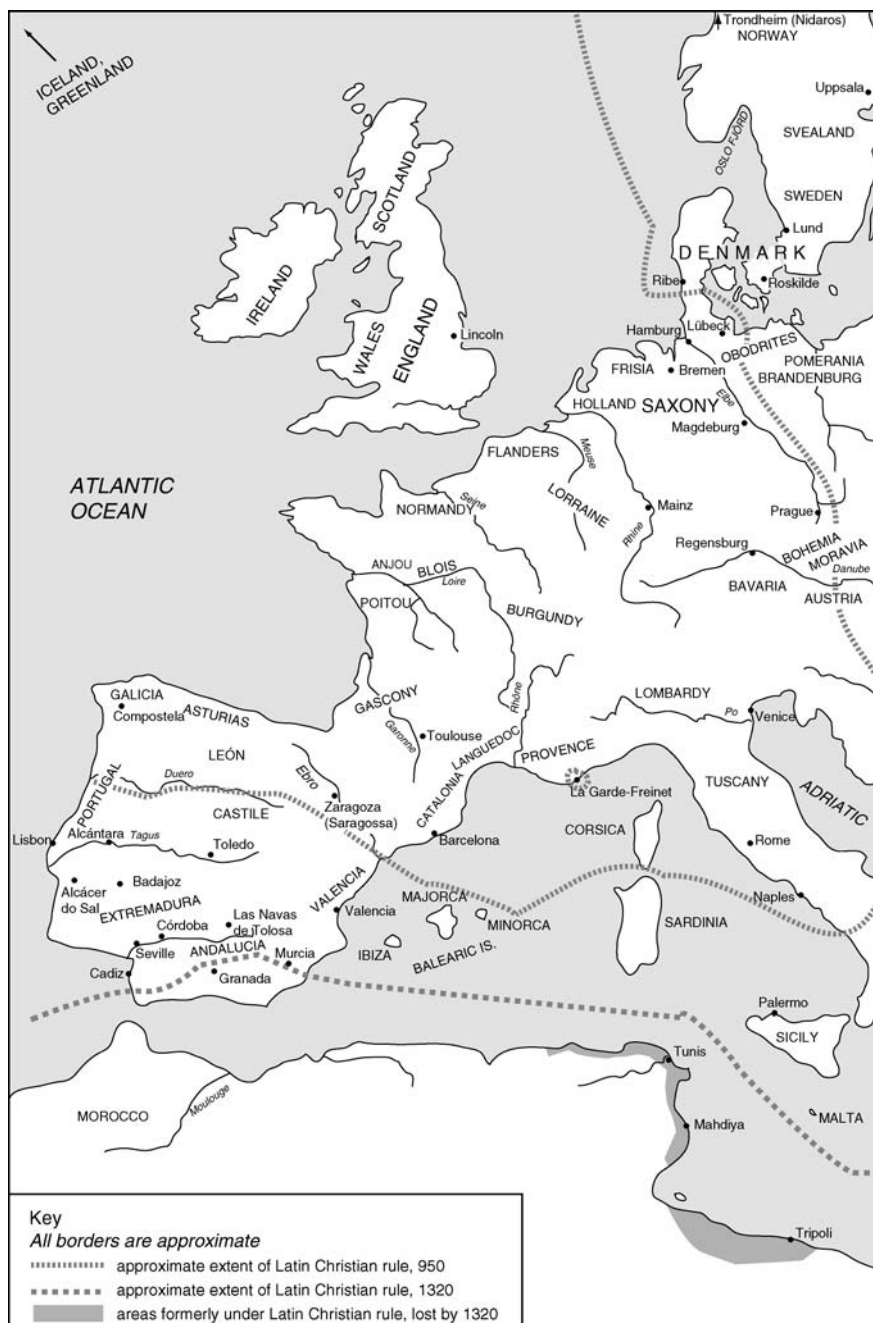 ICELAND,
GREENLAND
Trondheim (Nidaros)
NORWAY
Uppsala
SVEALAND
OSLO FJÖRD
SWEDEN
Lund
DENMARK
Ribe
Roskilde
SCOTLAND
IRELAND
WALES
ENGLAND
Lincoln
Hamburg
Lübeck
OBODRITES
POMERANIA
BRANDENBURG
FRISIA
Bremen
HOLLAND
SAXONY
Elbe
Magdeburg
FLANDERS
Meuse
ATLANTIC
OCEAN
NORMANDY
Seine
LORRAINE
Mainz
Prague
Rhine
Regensburg
BOHEMIA
MORAVIA
Danube
BAVARIA
AUSTRIA
ANJOU
BLOIS
Loire
POITOU
BURGUNDY
GALICIA
Compostela
ASTURIAS
GASCONY
Garonne
Toulouse
Rhône
LANGUEDOC
PROVENCE
LOMBARDY
Po
Venice
LEÓN
Duero
Ebro
PORTUGAL
CASTILE
Zaragoza
(Saragossa)
CATALONIA
La Garde-Freinet
TUSCANY
ADRIATIC
CORSICA
Lisbon
Alcántara
Tagus
Toledo
Barcelona
Rome
Alcácer
do Sal
Badajoz
EXTREMADURA
VALENCIA
Valencia
MAJORCA
MINORCA
SARDINIA
Naples
Córdoba
Las Navas
de Tolosa
IBIZA
BALEARIC IS.
Seville
ANDALUCIA
Murcia
Cadiz
Granada
Palermo
SICILY
Tunis
MOROCCO
Moulouge
Mahdiya
MALTA
Tripoli
Key
All borders are approximate
approximate extent of Latin Christian rule, 950
approximate extent of Latin Christian rule, 1320
areas formerly under Latin Christian rule, lost by 1320